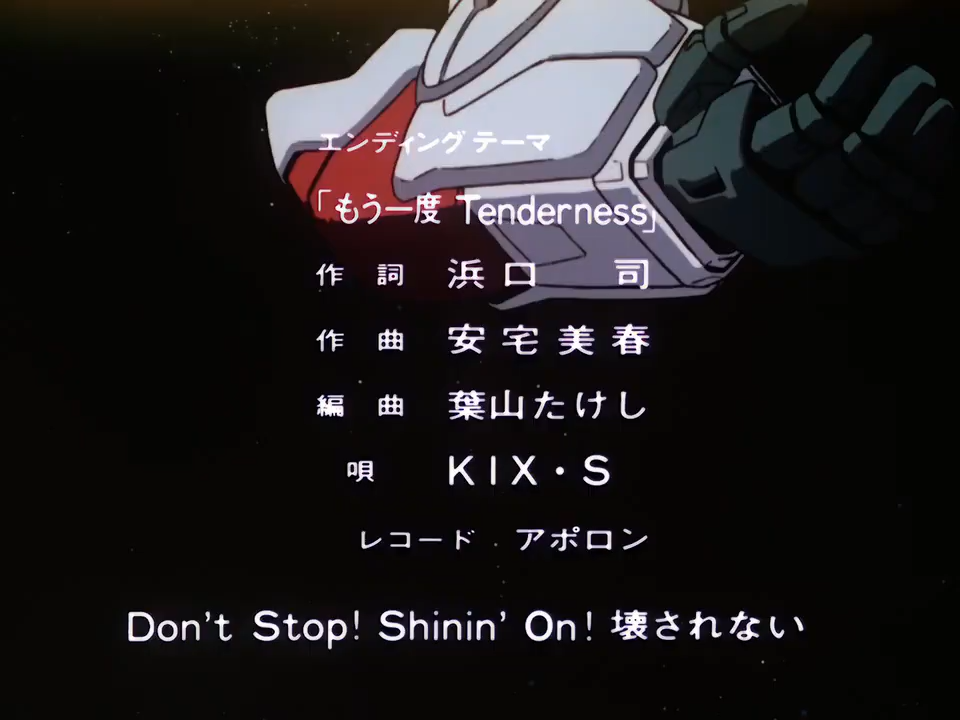 エンディング テーマ
「もう一度 Tenderness」
作詞 浜口 司
作曲 安宅美春
編曲 葉山たけし
唄 KIX・S
レコード アポロン
Don't Stop! Shinin' On! 壊されない